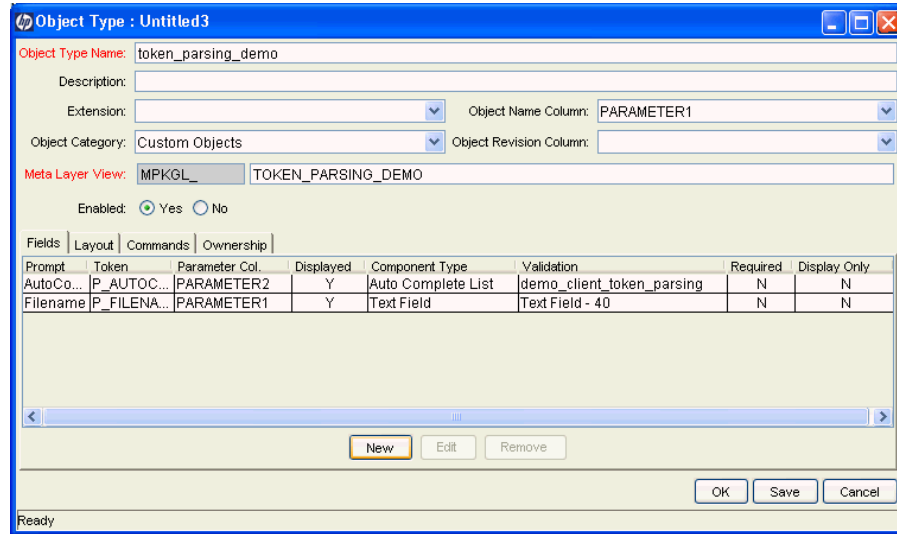 hp Object Type : Untitled3
Object Type Name: token_parsing_demo
Description:
Extension: Object Name Column: PARAMETER1
Object Category: Custom Objects Object Revision Column:
Meta Layer View: MPKGL_ TOKEN_PARSING_DEMO
Enabled: Yes No
Fields Layout Commands Ownership
Prompt Token Parameter Col. Displayed Component Type Validation Required Display Only
AutoCo... P_AUTOC... PARAMETER2 Y Auto Complete List demo_client_token_parsing N N
Filename P_FILENA... PARAMETER1 Y Text Field Text Field - 40 N N
New Edit Remove
OK Save Cancel
Ready